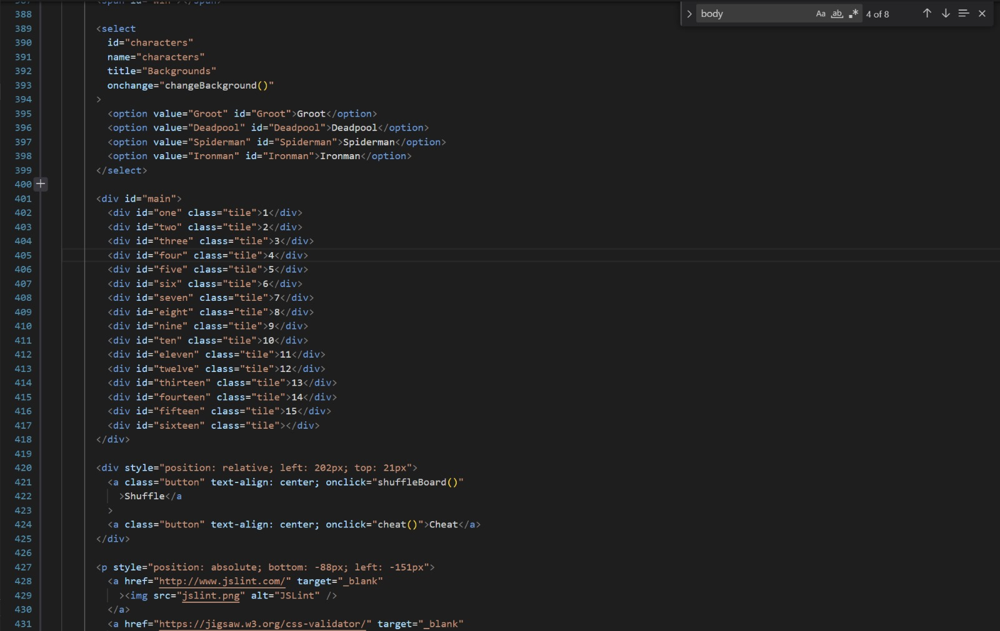 body Aa ab .* 4 of 8
387 <span id="win"></span>
388
389 <select
390 id="characters"
391 name="characters"
392 title="Backgrounds"
393 onchange="changeBackground()"
394 >
395 <option value="Groot" id="Groot">Groot</option>
396 <option value="Deadpool" id="Deadpool">Deadpool</option>
397 <option value="Spiderman" id="Spiderman">Spiderman</option>
398 <option value="Ironman" id="Ironman">Ironman</option>
399 </select>
400
401 <div id="main">
402 <div id="one" class="tile">1</div>
403 <div id="two" class="tile">2</div>
404 <div id="three" class="tile">3</div>
405 <div id="four" class="tile">4</div>
406 <div id="five" class="tile">5</div>
407 <div id="six" class="tile">6</div>
408 <div id="seven" class="tile">7</div>
409 <div id="eight" class="tile">8</div>
410 <div id="nine" class="tile">9</div>
411 <div id="ten" class="tile">10</div>
412 <div id="eleven" class="tile">11</div>
413 <div id="twelve" class="tile">12</div>
414 <div id="thirteen" class="tile">13</div>
415 <div id="fourteen" class="tile">14</div>
416 <div id="fifteen" class="tile">15</div>
417 <div id="sixteen" class="tile"></div>
418 </div>
419
420 <div style="position: relative; left: 202px; top: 21px">
421 <a class="button" text-align: center; onclick="shuffleBoard()"
422 >Shuffle</a
423 >
424 <a class="button" text-align: center; onclick="cheat()">Cheat</a>
425 </div>
426
427 <p style="position: absolute; bottom: -88px; left: -151px">
428 <a href="http://www.jslint.com/" target="_blank"
429 ><img src="jslint.png" alt="JSLint" />
430 </a>
431 <a href="https://jigsaw.w3.org/css-validator/" target="_blank"